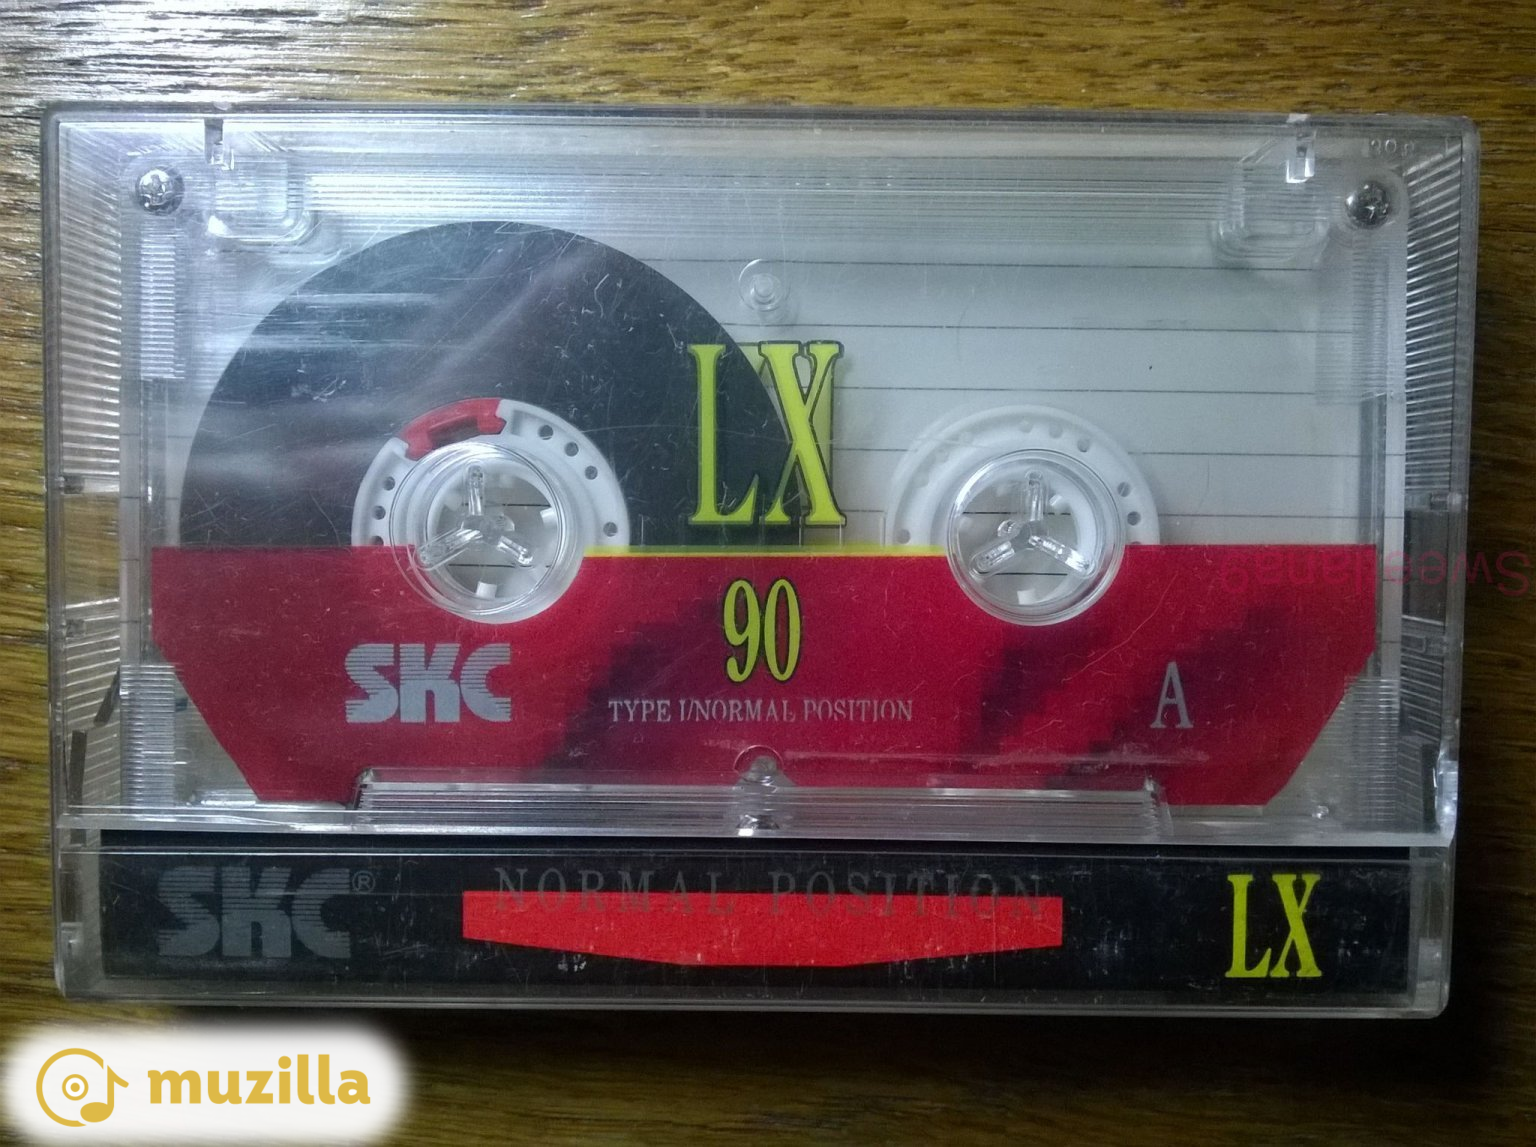 LX
90
SKC
TYPE I/NORMAL POSITION
A
SKC®
NORMAL POSITION
LX
muzilla